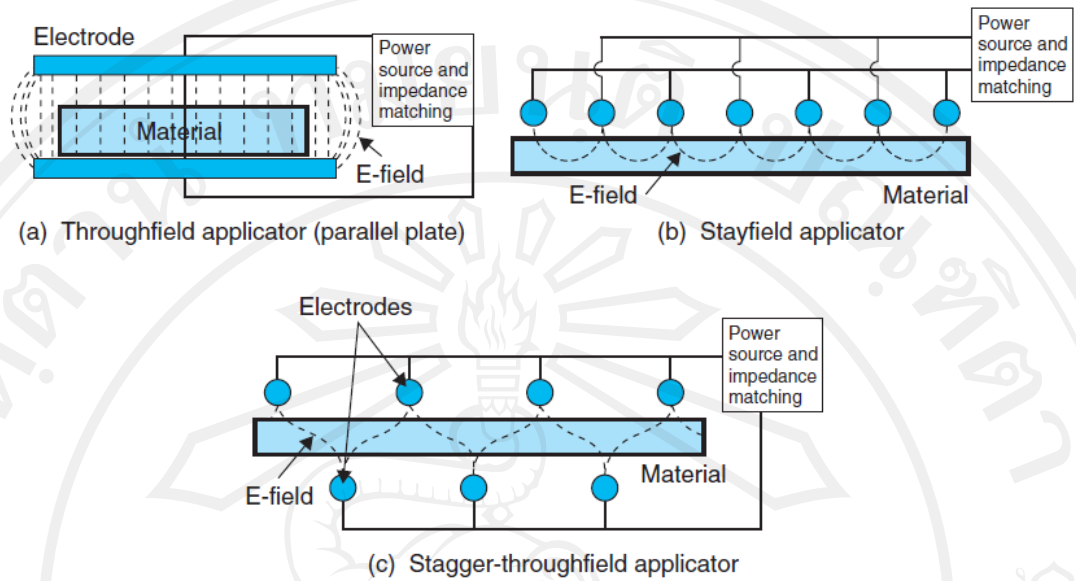 Electrode
Power
source and
impedance
matching
Material
E-field
(a) Throughfield applicator (parallel plate)
Power
source and
impedance
matching
E-field
Material
(b) Stayfield applicator
Electrodes
Power
source and
impedance
matching
Material
E-field
(c) Stagger-throughfield applicator